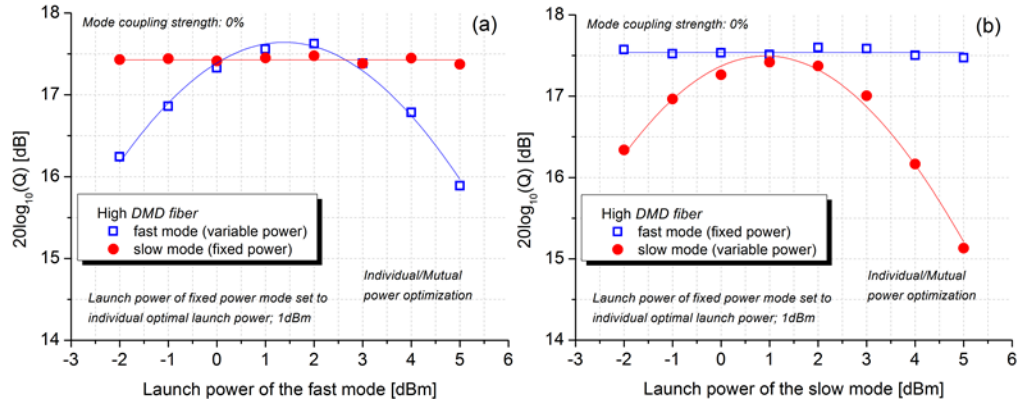 (a)
Mode coupling strength: 0%
18
17
16
15
14
20log10(Q) [dB]
High DMD fiber
fast mode (variable power)
slow mode (fixed power)
Individual/Mutual
power optimization
Launch power of fixed power mode set to
individual optimal launch power; 1dBm
-3 -2 -1 0 1 2 3 4 5 6
Launch power of the fast mode [dBm]
(b)
Mode coupling strength: 0%
18
17
16
15
14
20log10(Q) [dB]
High DMD fiber
fast mode (fixed power)
slow mode (variable power)
Individual/Mutual
power optimization
Launch power of fixed power mode set to
individual optimal launch power; 1dBm
-3 -2 -1 0 1 2 3 4 5 6
Launch power of the slow mode [dBm]